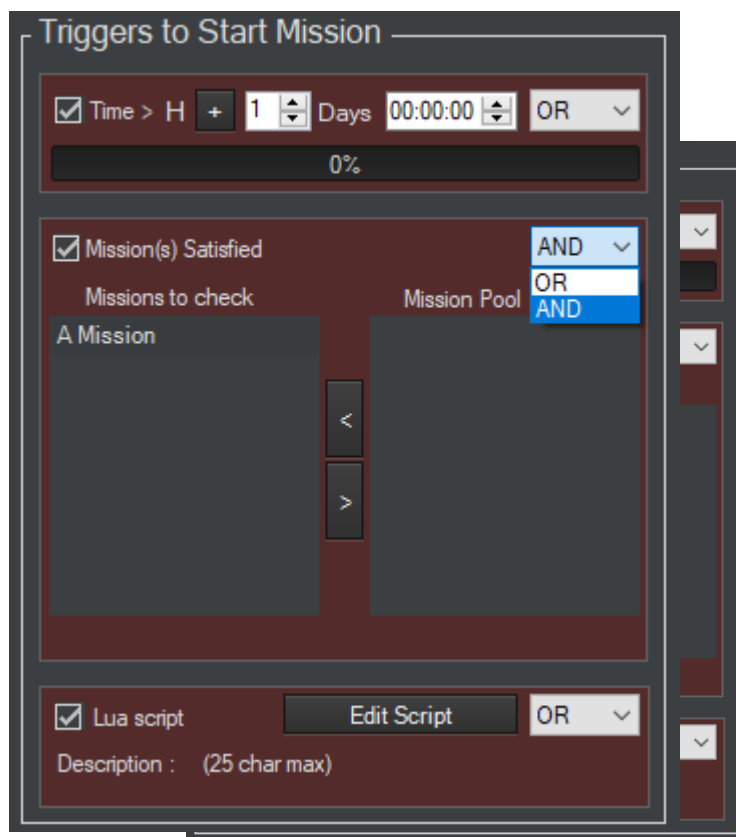 Triggers to Start Mission
Time > H + 1 Days 00:00:00 OR
0%
Mission(s) Satisfied AND
OR
AND
Missions to check Mission Pool
A Mission
<
>
Lua script Edit Script OR
Description : (25 char max)